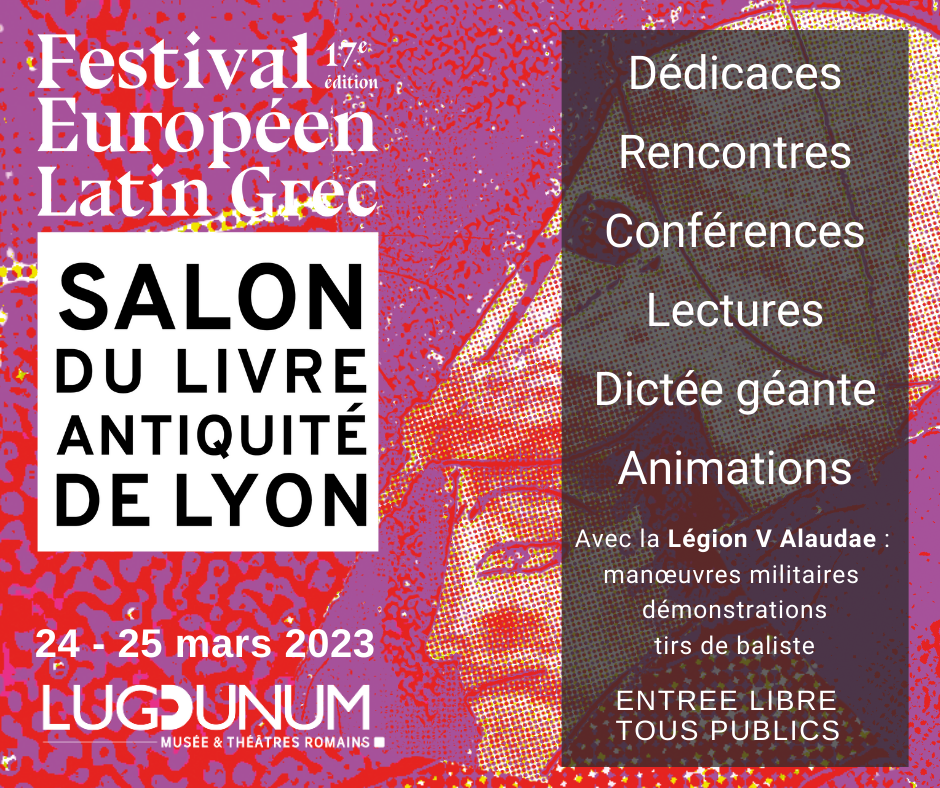 Festival 17e
édition
Européen
Latin Grec
SALON
DU LIVRE
ANTIQUITÉ
DE LYON
24 - 25 mars 2023
LUGDUNUM
MUSÉE & THÉÂTRES ROMAINS
Dédicaces
Rencontres
Conférences
Lectures
Dictée géante
Animations
Avec la Légion V Alaudae :
manœuvres militaires
démonstrations
tirs de baliste
ENTREE LIBRE
TOUS PUBLICS